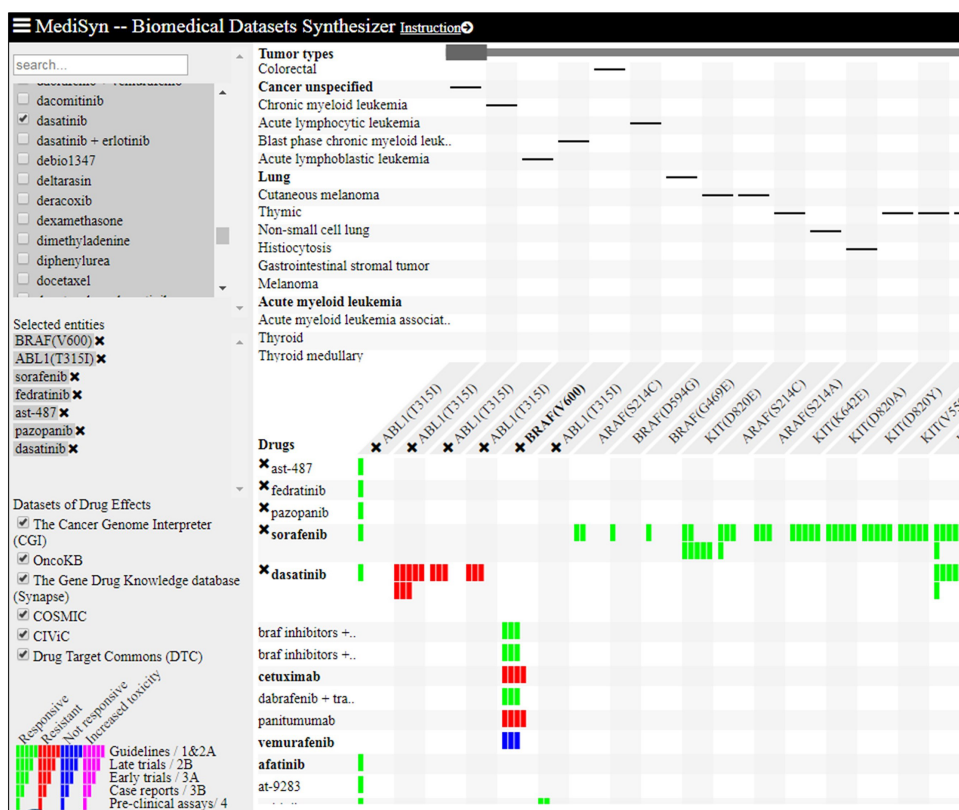 MediSyn -- Biomedical Datasets Synthesizer Instruction
search...
dacomitinib
dasatinib
dasatinib + erlotinib
debio1347
deltarasin
deracoxib
dexamethasone
dimethyladenine
diphenylurea
docetaxel
Selected entities
BRAF(V600)
ABL1(T315I)
sorafenib
fedratinib
ast-487
pazopanib
dasatinib
Datasets of Drug Effects
The Cancer Genome Interpreter
(CGI)
OncoKB
The Gene Drug Knowledge database
(Synapse)
COSMIC
CIViC
Drug Target Commons (DTC)
Responsive
Resistant
Not responsive
Increased toxicity
Guidelines / 1&2A
Late trials / 2B
Early trials / 3A
Case reports / 3B
Pre-clinical assays/ 4
Tumor types
Colorectal
Cancer unspecified
Chronic myeloid leukemia
Acute lymphocytic leukemia
Blast phase chronic myeloid leuk..
Acute lymphoblastic leukemia
Lung
Cutaneous melanoma
Thymic
Non-small cell lung
Histiocytosis
Gastrointestinal stromal tumor
Melanoma
Acute myeloid leukemia
Acute myeloid leukemia associat..
Thyroid
Thyroid medullary
ABL1(T315I)
ABL1(T315I)
ABL1(T315I)
ABL1(T315I)
BRAF(V600)
ABL1(T315I)
ARAF(S214C)
BRAF(D594G)
BRAF(G469E)
KIT(D820E)
ARAF(S214C)
ARAF(S214A)
KIT(K642E)
KIT(D820A)
KIT(D820Y)
Drugs
ast-487
fedratinib
pazopanib
sorafenib
dasatinib
braf inhibitors +..
braf inhibitors +..
cetuximab
dabrafenib + tra..
panitumumab
vemurafenib
afatinib
at-9283